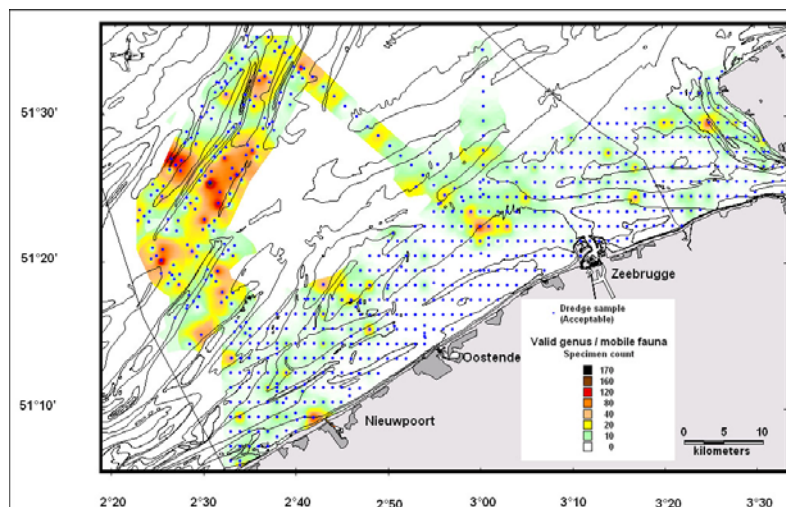 51°30'
51°20'
51°10'
Zeebrugge
Oostende
Nieuwpoort
Dredge sample
(Acceptable)
Valid genus / mobile fauna
Specimen count
170
160
120
80
40
20
10
0
0 5 10
kilometers
2°20 2°30 2°40 2°50 3°00 3°10 3°20 3°30